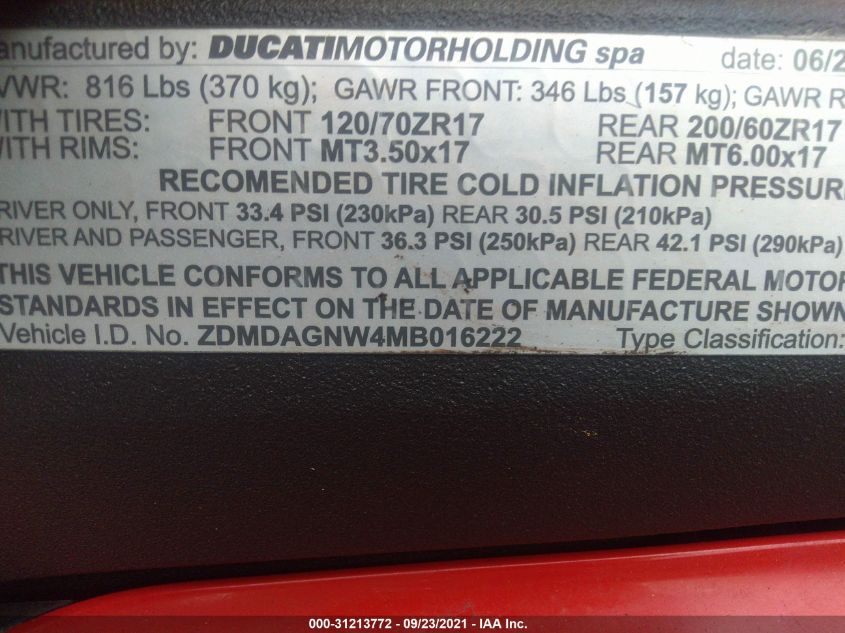 anufactured by: DUCATIMOTORHOLDING spa date: 06/2
VWR: 816 Lbs (370 kg); GAWR FRONT: 346 Lbs (157 kg); GAWR R
WITH TIRES: FRONT 120/70ZR17 REAR 200/60ZR17
WITH RIMS: FRONT MT3.50x17 REAR MT6.00x17
RECOMENDED TIRE COLD INFLATION PRESSURE
RIVER ONLY, FRONT 33.4 PSI (230kPa) REAR 30.5 PSI (210kPa)
RIVER AND PASSENGER, FRONT 36.3 PSI (250kPa) REAR 42.1 PSI (290kPa)
THIS VEHICLE CONFORMS TO ALL APPLICABLE FEDERAL MOTOR
STANDARDS IN EFFECT ON THE DATE OF MANUFACTURE SHOWN
Vehicle I.D. No. ZDMDAGNW4MB016222 Type Classification:
000-31213772 - 09/23/2021 - IAA Inc.